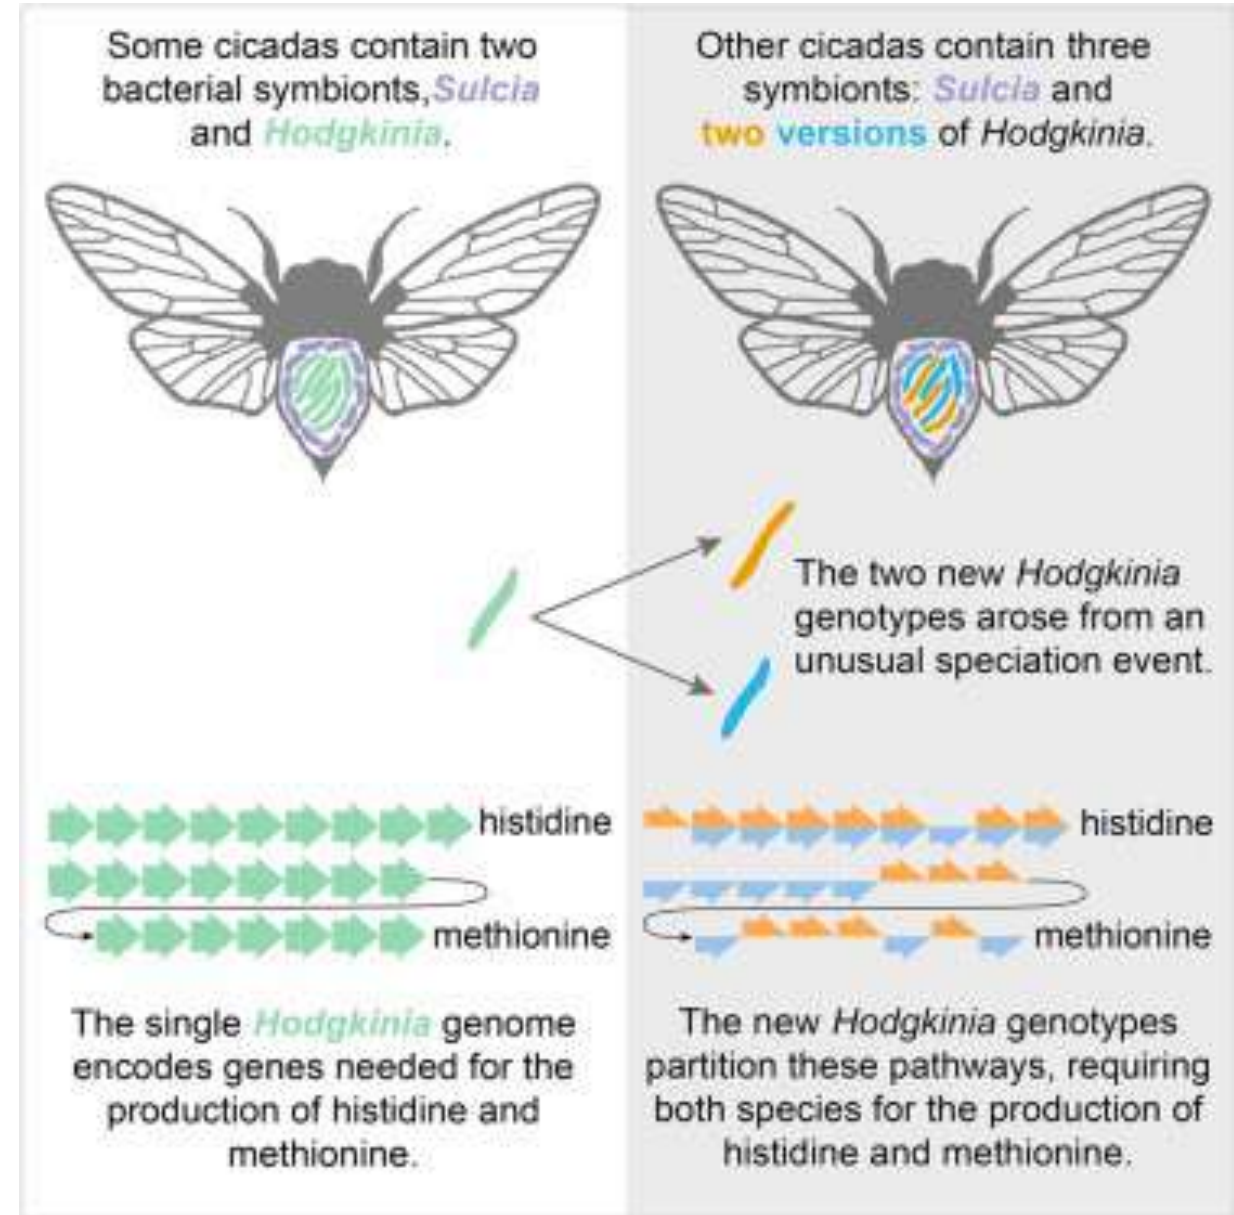 Some cicadas contain two
bacterial symbionts,Sulcia
and Hodgkinia.
Other cicadas contain three
symbionts: Sulcia and
two versions of Hodgkinia.
The two new Hodgkinia
genotypes arose from an
unusual speciation event.
histidine
methionine
histidine
methionine
The single Hodgkinia genome
encodes genes needed for the
production of histidine and
methionine.
The new Hodgkinia genotypes
partition these pathways, requiring
both species for the production of
histidine and methionine.